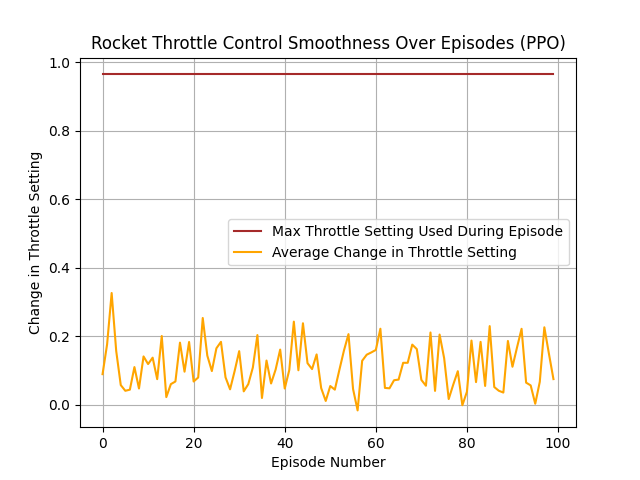 Rocket Throttle Control Smoothness Over Episodes (PPO)
1.0
0.8
0.6
0.4
0.2
0.0
Change in Throttle Setting
Max Throttle Setting Used During Episode
Average Change in Throttle Setting
0
20
40
60
80
100
Episode Number